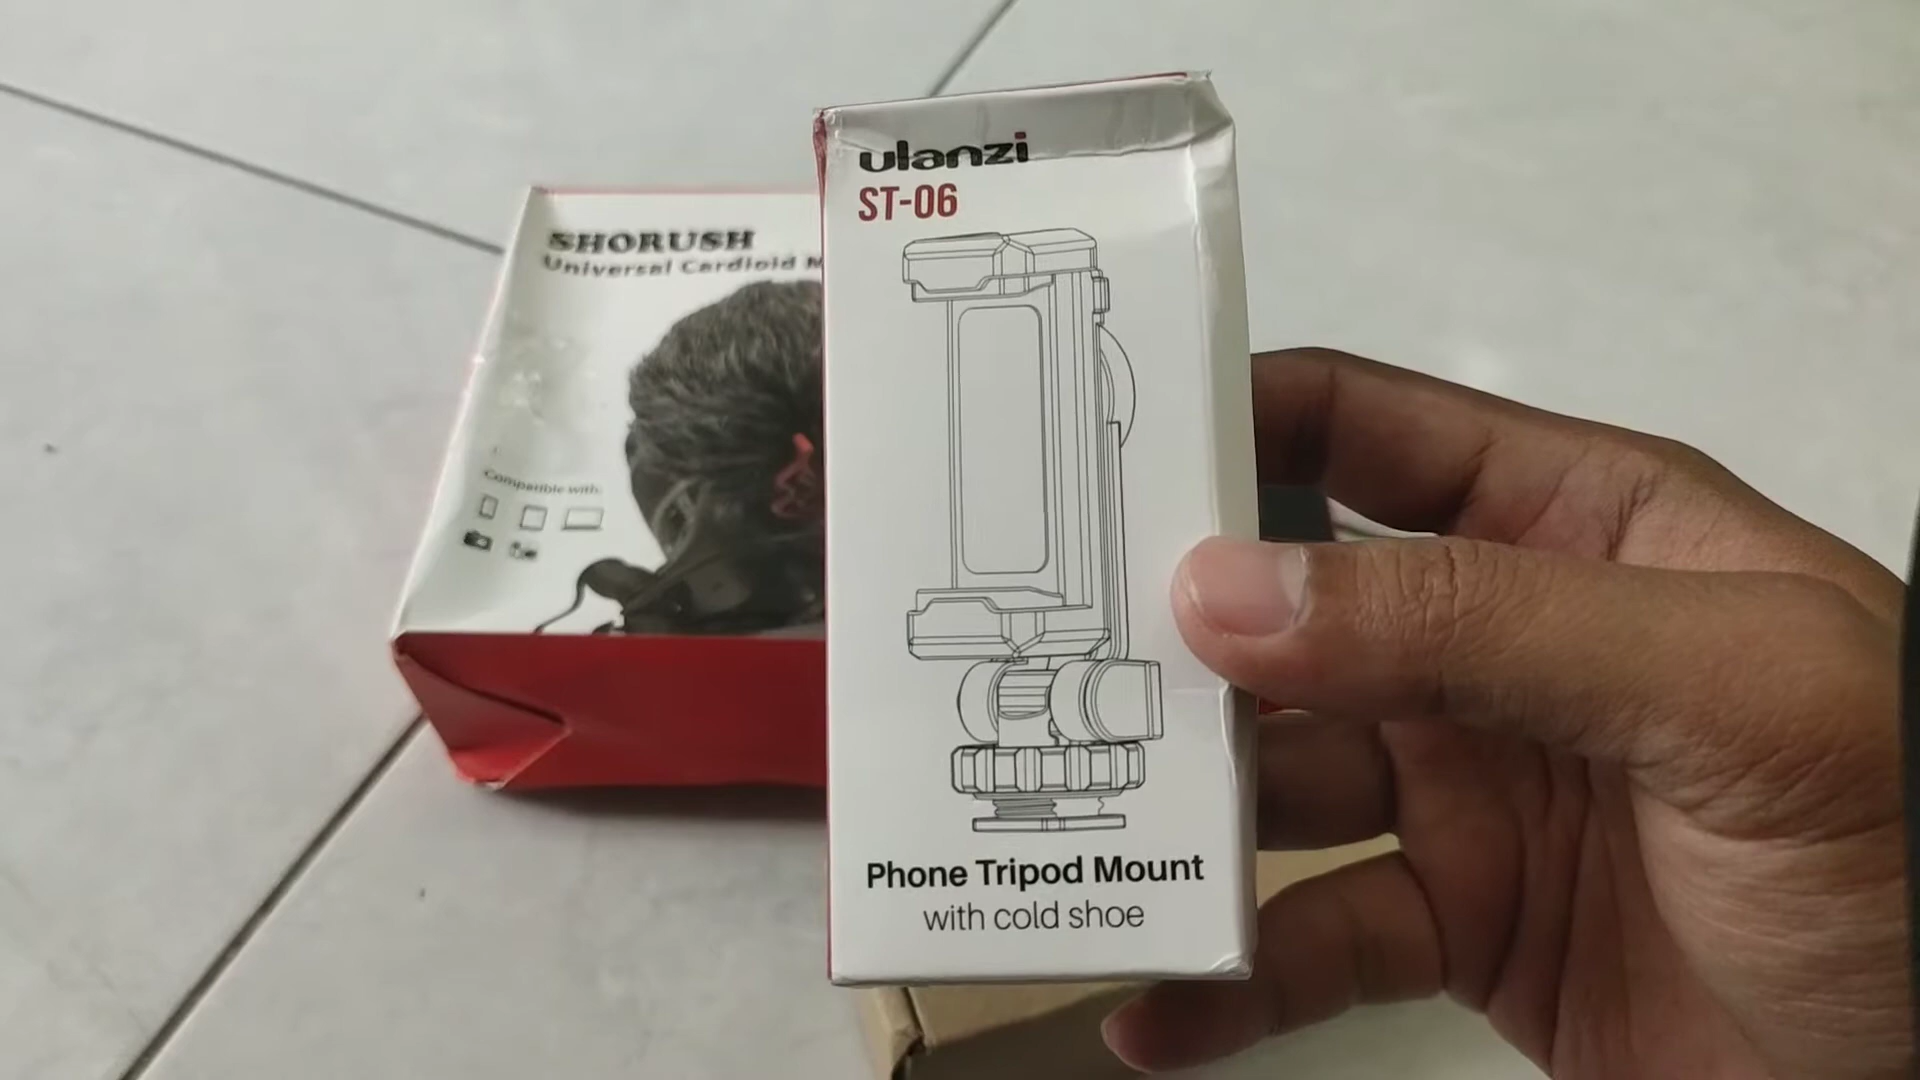 ulanzi
ST-06
Phone Tripod Mount
with cold shoe
SHORUSH
Universal Cardioid
Compatible with: